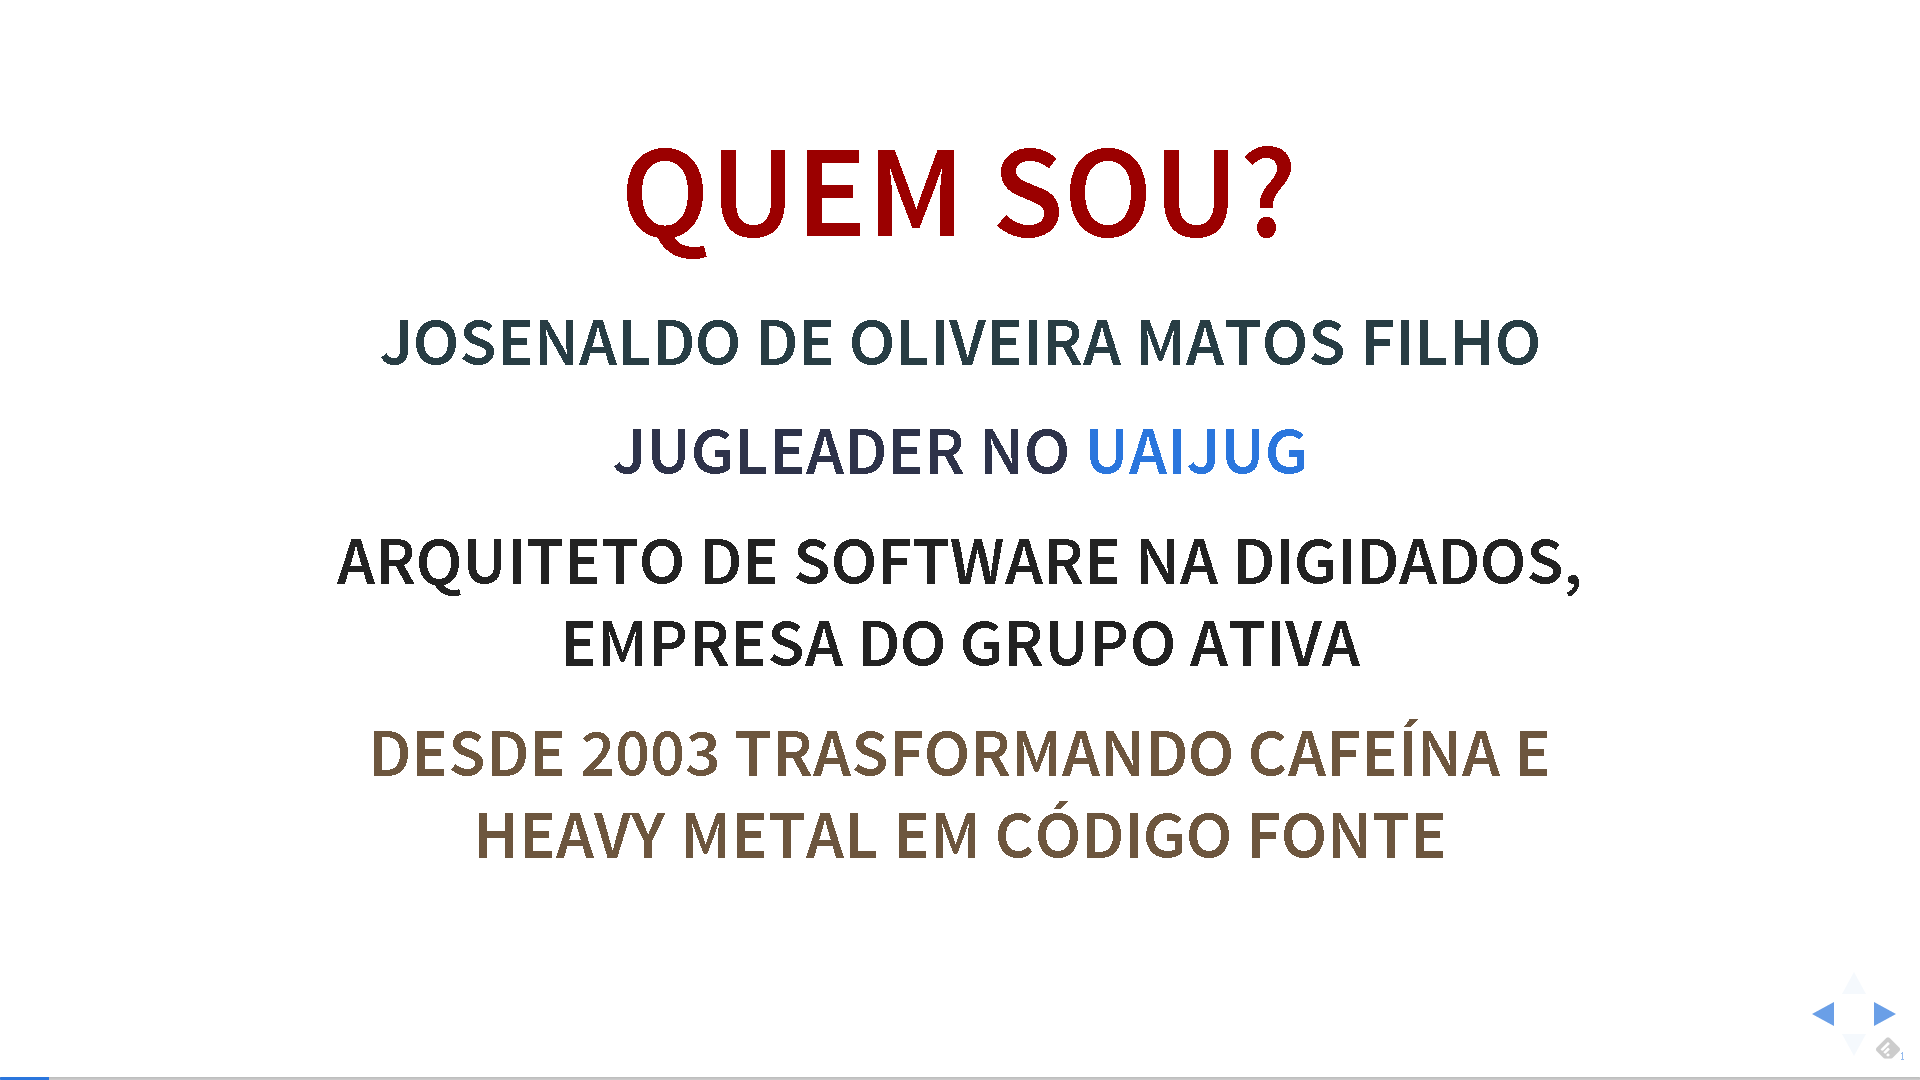 QUEM SOU?
JOSENALDO DE OLIVEIRA MATOS FILHO
JUGLEADER NO UAIJUG
ARQUITETO DE SOFTWARE NA DIGIDADOS,
EMPRESA DO GRUPO ATIVA
DESDE 2003 TRASFORMANDO CAFEÍNA E
HEAVY METAL EM CÓDIGO FONTE
1